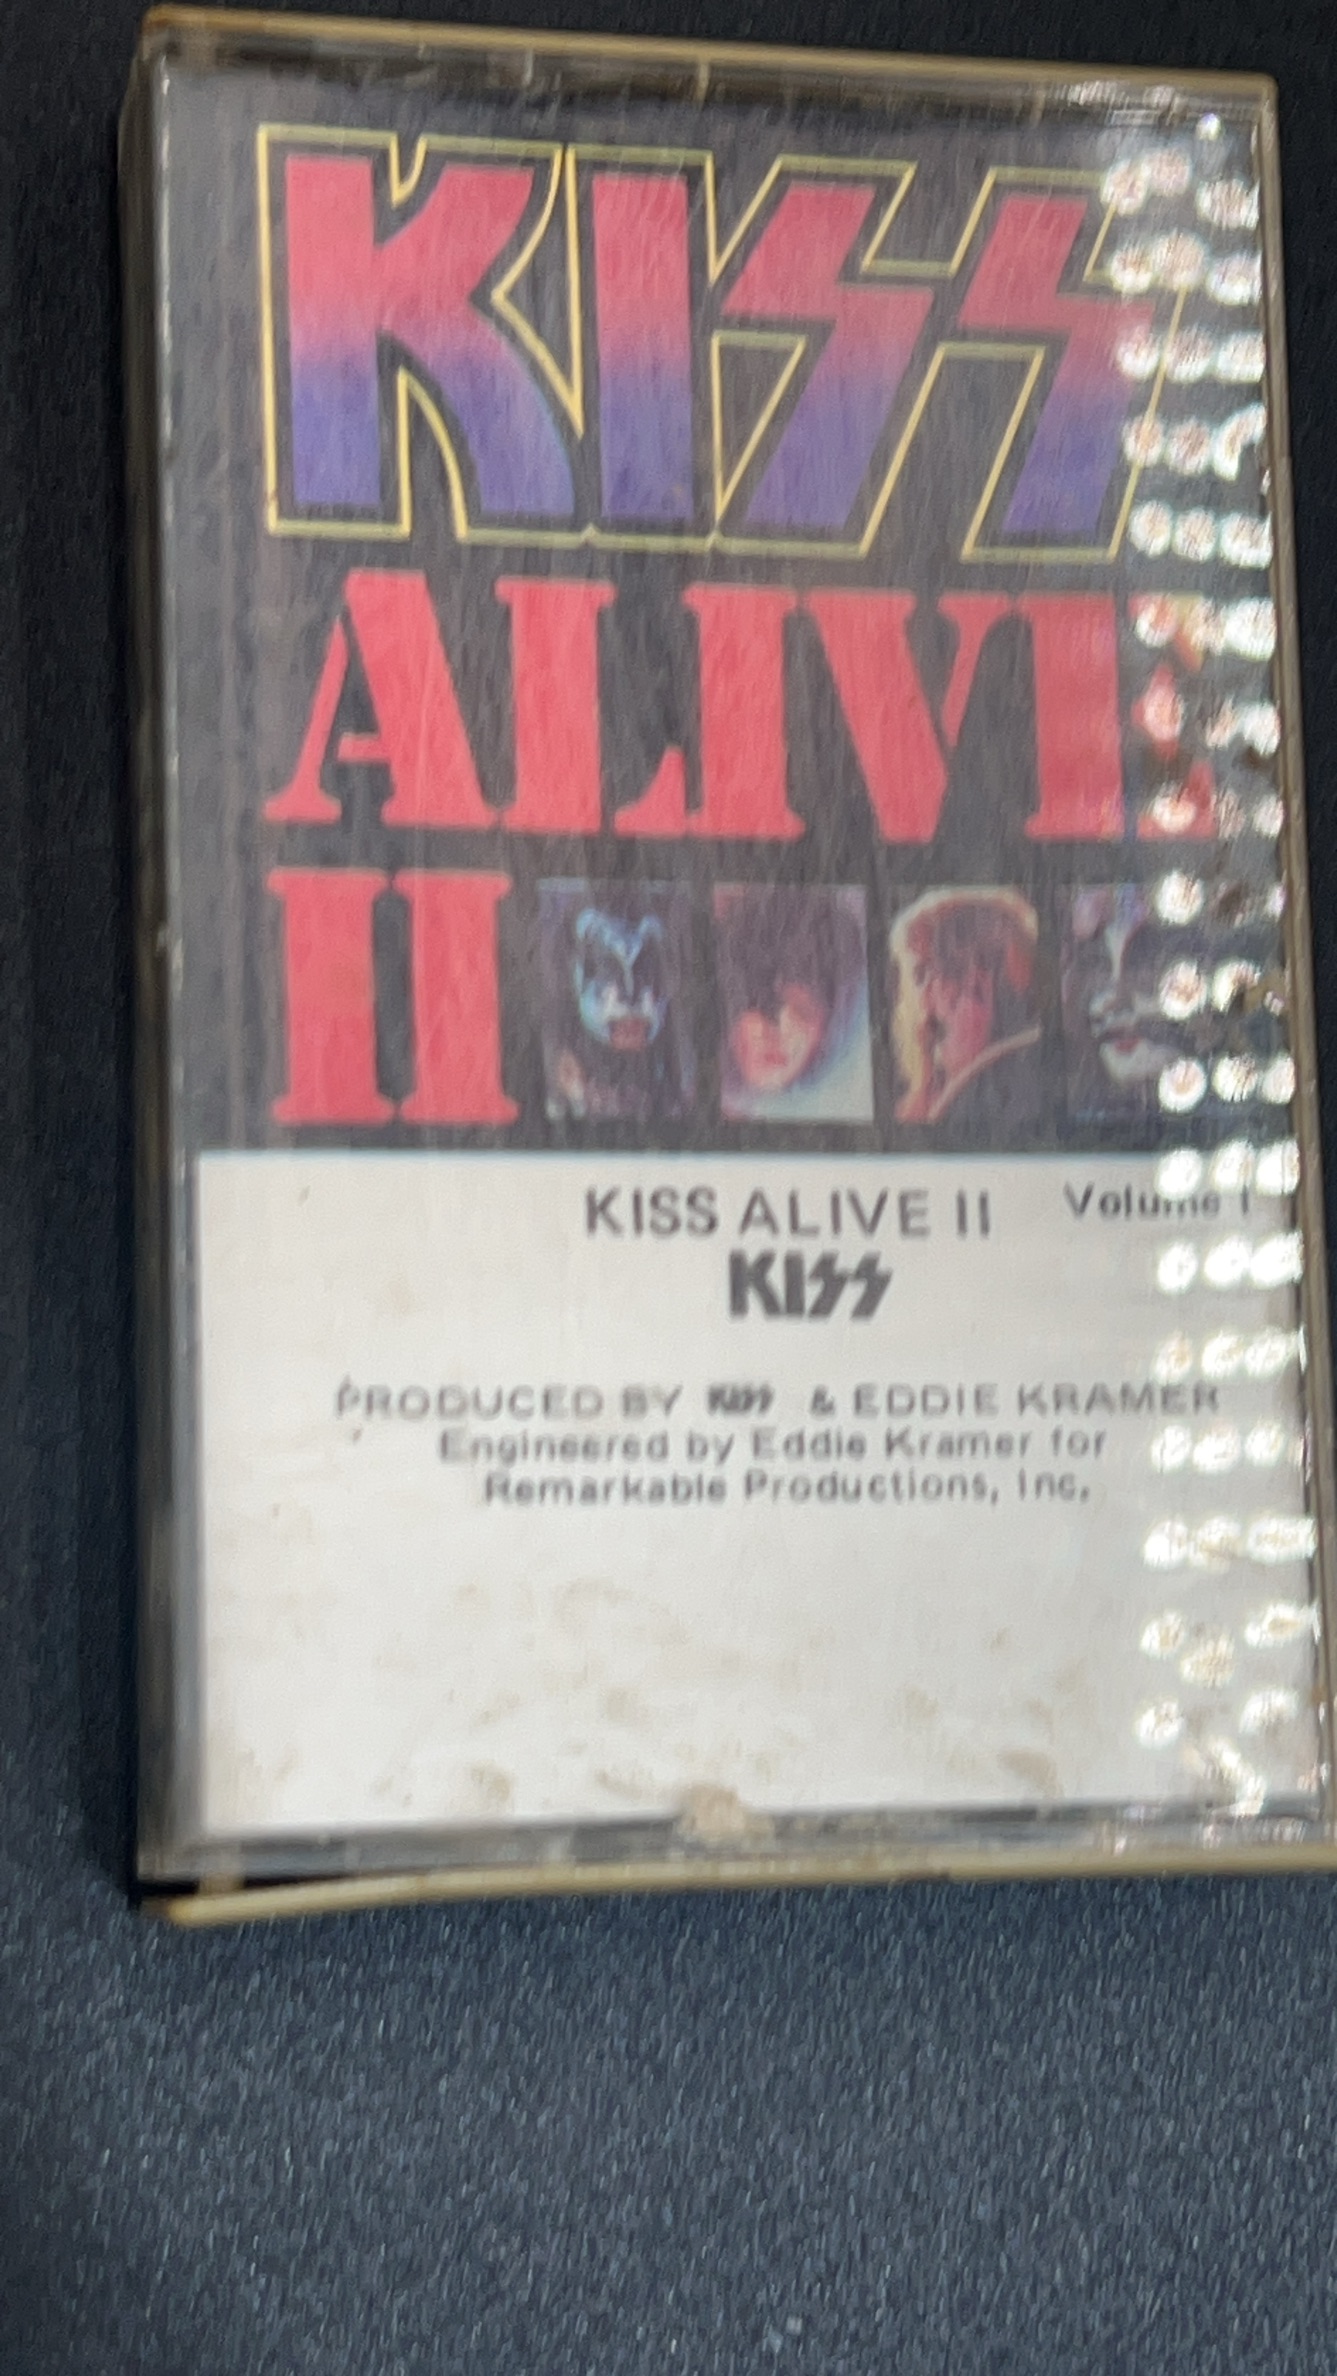 KISS
ALIVE
II
KISS ALIVE II Volume I
KISS
PRODUCED BY KISS & EDDIE KRAMER
Engineered by Eddie Kramer for
Remarkable Productions, Inc.